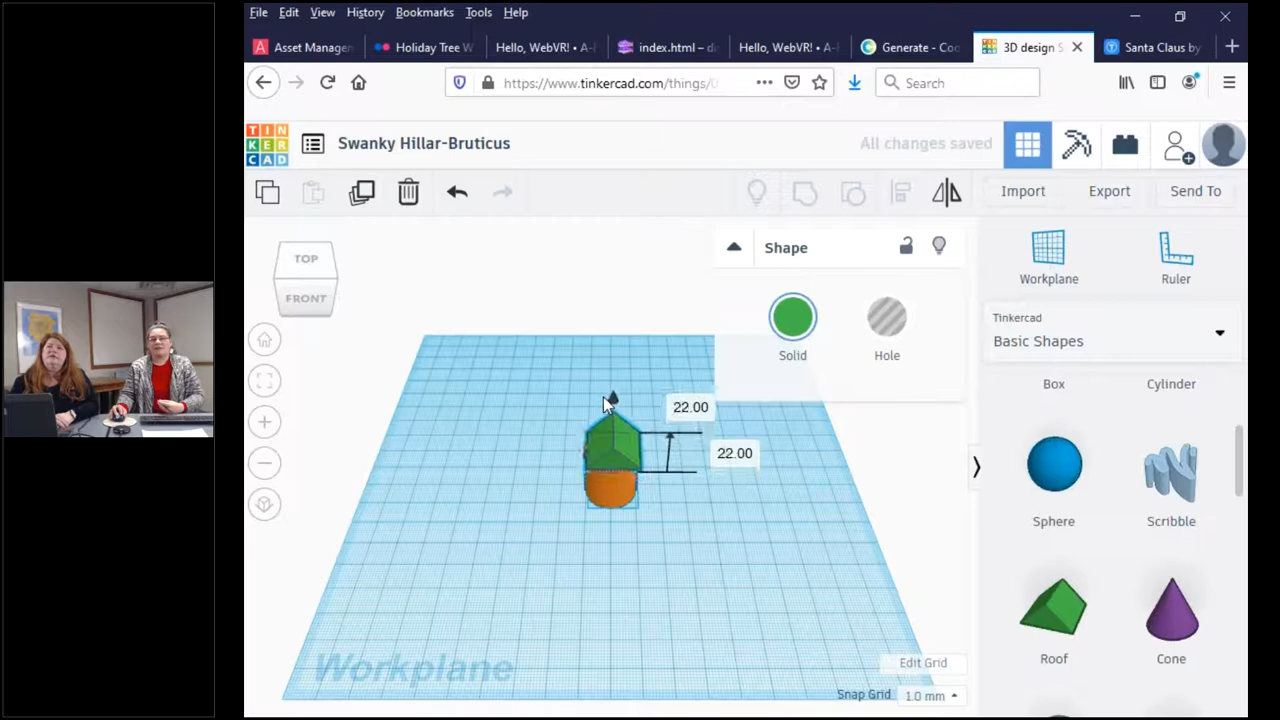 File Edit View History Bookmarks Tools Help
Asset Manager Holiday Tree W Hello, WebVR! • A- index.html – di Hello, WebVR! • A- Generate - Co 3D design S Santa Claus by
https://www.tinkercad.com/things/0 Search
TIN
KER
CAD
Swanky Hillar-Bruticus All changes saved
Import Export Send To
TOP
FRONT
Shape
Solid Hole
Workplane Ruler
Tinkercad
Basic Shapes
Box Cylinder
22.00
22.00
Sphere Scribble
Roof Cone
Workplane
Edit Grid
Snap Grid 1.0 mm